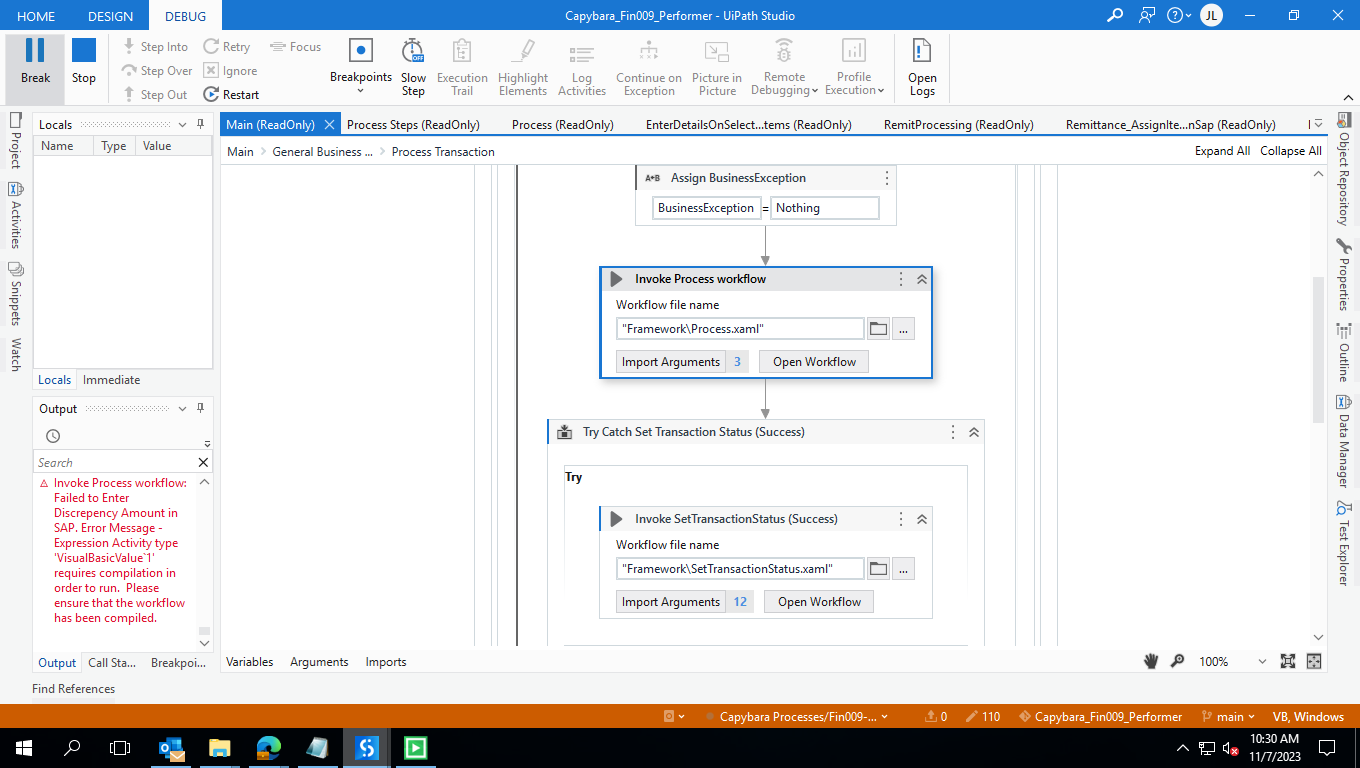 HOME DESIGN DEBUG Capybara_Fin009_Performer - UiPath Studio JL
Break Stop Step Into Retry Focus
Step Over Ignore
Step Out Restart
Breakpoints Slow Step Execution Trail Highlight Elements Log Activities Continue on Exception Picture in Picture Remote Debugging Profile Execution Open Logs
Project
Activities
Snippets
Watch
Locals
Name Type Value
Locals Immediate
Output
Search
Invoke Process workflow:
Failed to Enter
Discrepency Amount in
SAP. Error Message -
Expression Activity type
'VisualBasicValue`1'
requires compilation in
order to run. Please
ensure that the workflow
has been compiled.
Output Call Sta... Breakpoi...
Find References
Main (ReadOnly) Process Steps (ReadOnly) Process (ReadOnly) EnterDetailsOnSelect...tems (ReadOnly) RemitProcessing (ReadOnly) Remittance_AssignIte...nSap (ReadOnly)
Main General Business ... Process Transaction Expand All Collapse All
A*B Assign BusinessException
BusinessException = Nothing
Invoke Process workflow
Workflow file name
"Framework\Process.xaml" ...
Import Arguments 3 Open Workflow
Try Catch Set Transaction Status (Success)
Try
Invoke SetTransactionStatus (Success)
Workflow file name
"Framework\SetTransactionStatus.xaml" ...
Import Arguments 12 Open Workflow
Variables Arguments Imports 100%
Object Repository
Properties
Outline
Data Manager
Test Explorer
Capybara Processes/Fin009-... 0 110 Capybara_Fin009_Performer main VB, Windows
10:30 AM
11/7/2023